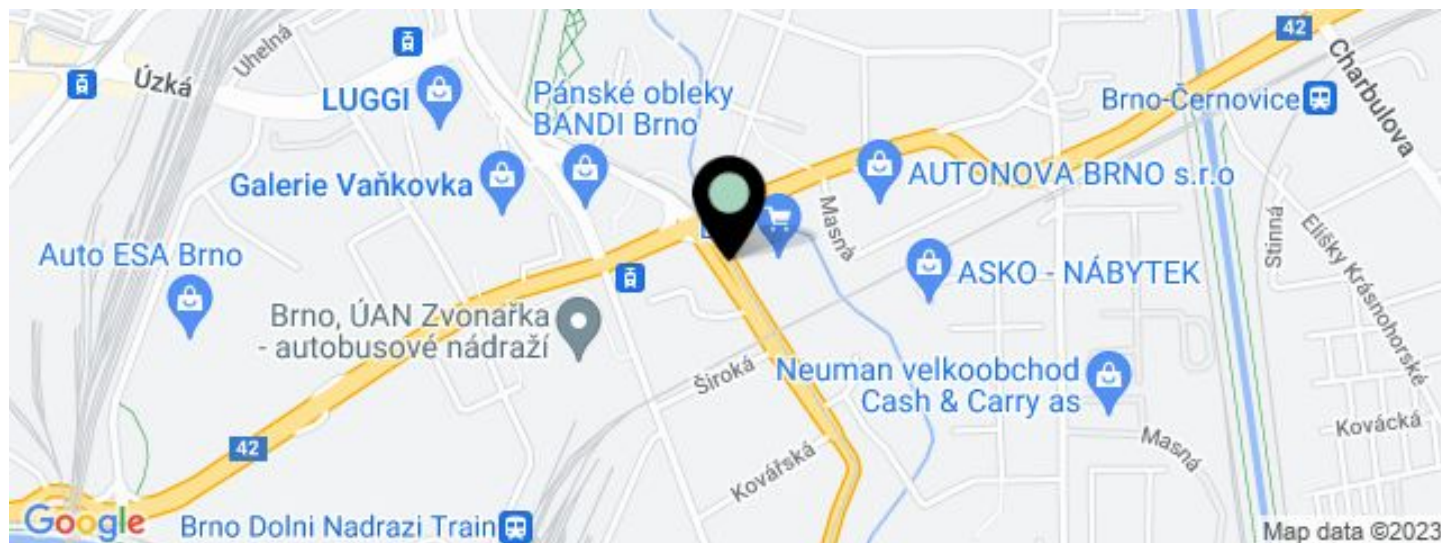 42
Charbulova
Uhelná
Úzká
LUGGI
Pánské obleky
BANDI Brno
Brno-Černovice
Galerie Vaňkovka
AUTONOVA BRNO s.r.o
Masná
Stinná
Elišky Krásnohorské
Auto ESA Brno
ASKO - NÁBYTEK
Brno, ÚAN Zvonařka
- autobusové nádraží
Široká
Neuman velkoobchod
Cash & Carry as
Kovácká
42
Masná
Kovářská
Google
Brno Dolni Nadrazi Train
Map data ©2023